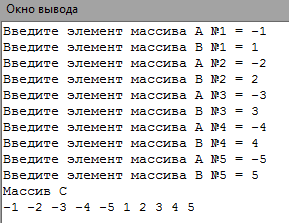 Окно вывода
Введите элемент массива A №1 = -1
Введите элемент массива B №1 = 1
Введите элемент массива A №2 = -2
Введите элемент массива B №2 = 2
Введите элемент массива A №3 = -3
Введите элемент массива B №3 = 3
Введите элемент массива A №4 = -4
Введите элемент массива B №4 = 4
Введите элемент массива A №5 = -5
Введите элемент массива B №5 = 5
Массив C
-1 -2 -3 -4 -5 1 2 3 4 5